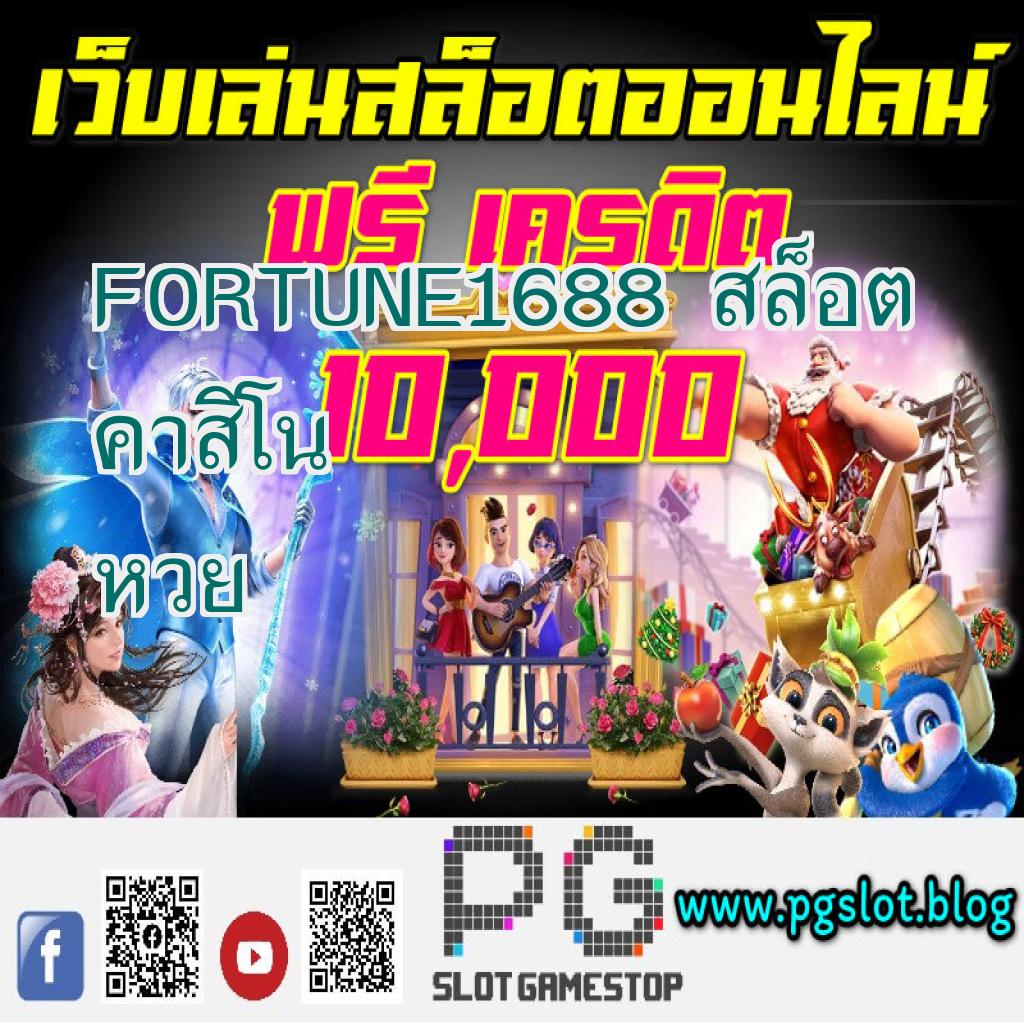 เว็บเล่นสล็อตออนไลน์
ฟรี เครดิต
FORTUNE1688 สล็อต
10,000
คาสิโน
หวย
PG
www.pgslot.blog
SLOT GAMESTOP